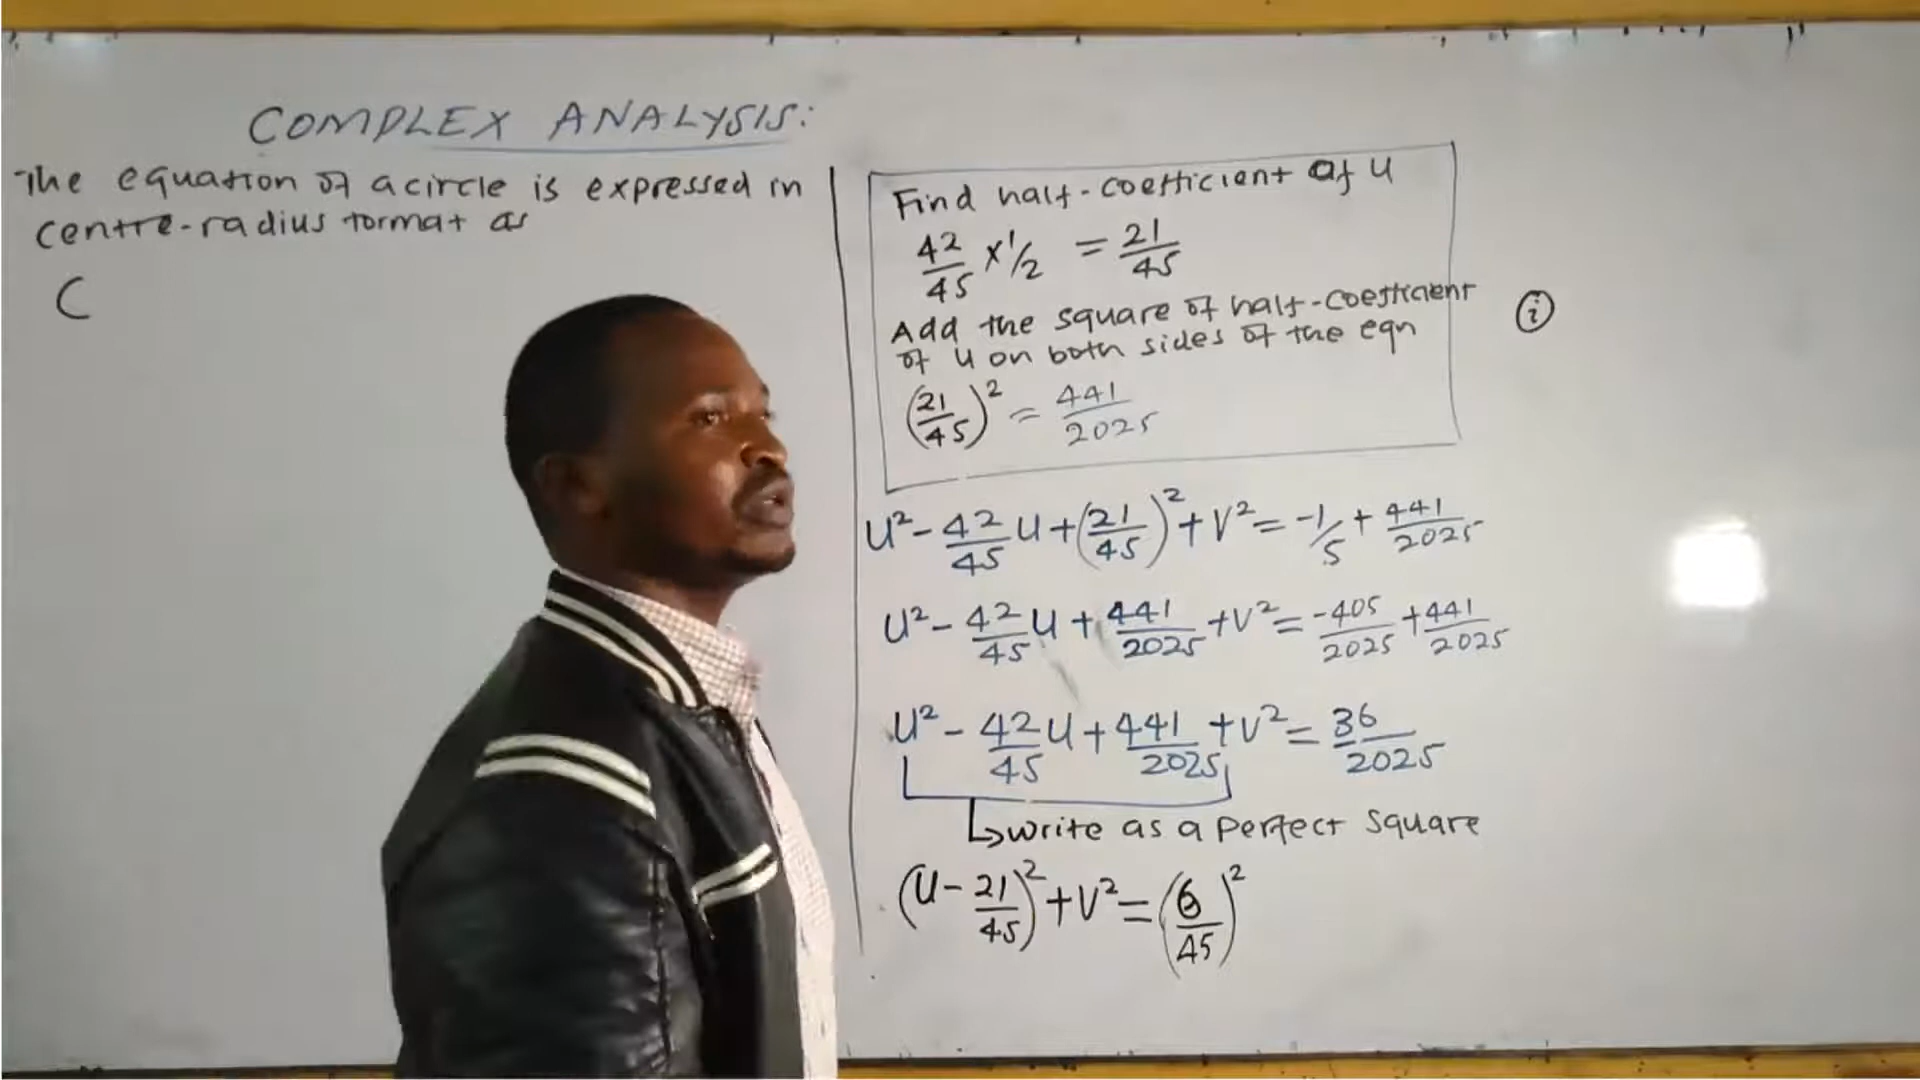 COMPLEX ANALYSIS:
The equation of a circle is expressed in
centre-radius format as
(
Find half-coefficient of U
42/45 x 1/2 = 21/45
Add the square of half-coefficient
of U on both sides of the eqn
(21/45)² = 441/2025
(i)
U² - 42/45 U + (21/45)² + V² = -1/5 + 441/2025
U² - 42/45 U + 441/2025 + V² = -405/2025 + 441/2025
U² - 42/45 U + 441/2025 + V² = 36/2025
↳ write as a perfect square
(U - 21/45)² + V² = (6/45)²